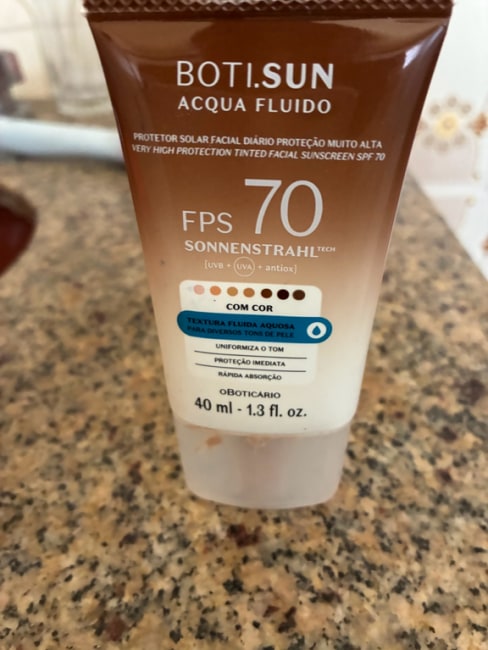 BOTI.SUN
ACQUA FLUIDO
PROTETOR SOLAR FACIAL DIÁRIO PROTEÇÃO MUITO ALTA
VERY HIGH PROTECTION TINTED FACIAL SUNSCREEN SPF 70
FPS 70
SONNENSTRAHL TECH
[UVB + UVA + antiox]
COM COR
TEXTURA FLUIDA AQUOSA
PARA DIVERSOS TONS DE PELE
UNIFORMIZA O TOM
PROTEÇÃO IMEDIATA
RÁPIDA ABSORÇÃO
OBOTICÁRIO
40 ml - 1.3 fl. oz.